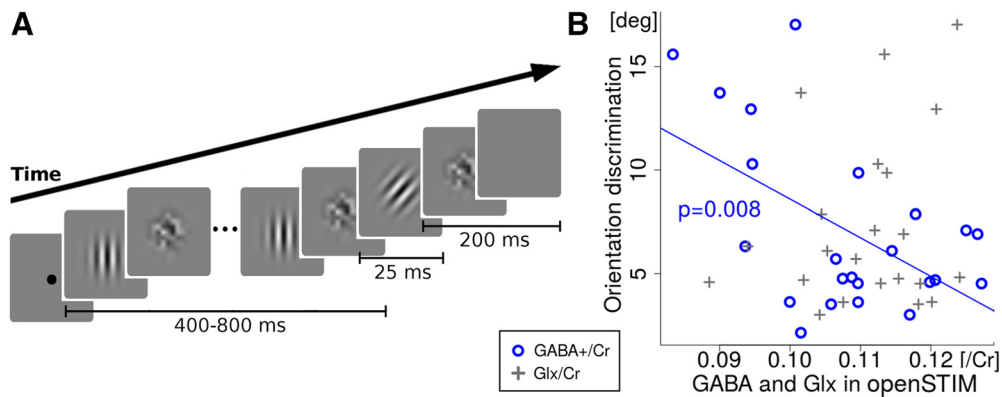 A
Time
400-800 ms
25 ms
200 ms
GABA+/Cr
Glx/Cr
B
[deg]
Orientation discrimination
15
10
5
p=0.008
0.09 0.10 0.11 0.12 [/Cr]
GABA and Glx in openSTIM